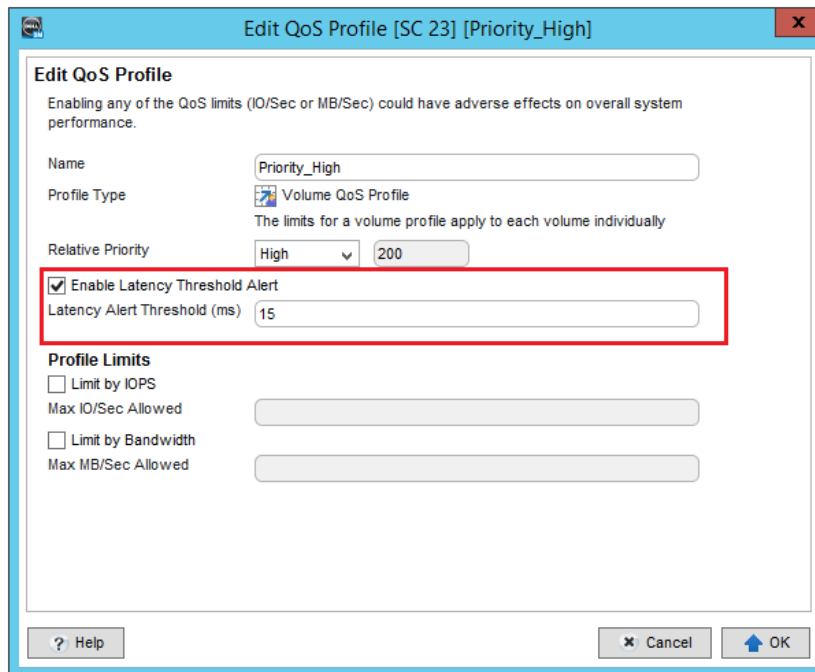 Edit QoS Profile [SC 23] [Priority_High]
x
Edit QoS Profile
Enabling any of the QoS limits (IO/Sec or MB/Sec) could have adverse effects on overall system
performance.
Name
Priority_High
Profile Type
Volume QoS Profile
The limits for a volume profile apply to each volume individually
Relative Priority
High
200
Enable Latency Threshold Alert
Latency Alert Threshold (ms)
15
Profile Limits
Limit by IOPS
Max IO/Sec Allowed
Limit by Bandwidth
Max MB/Sec Allowed
? Help
Cancel
OK